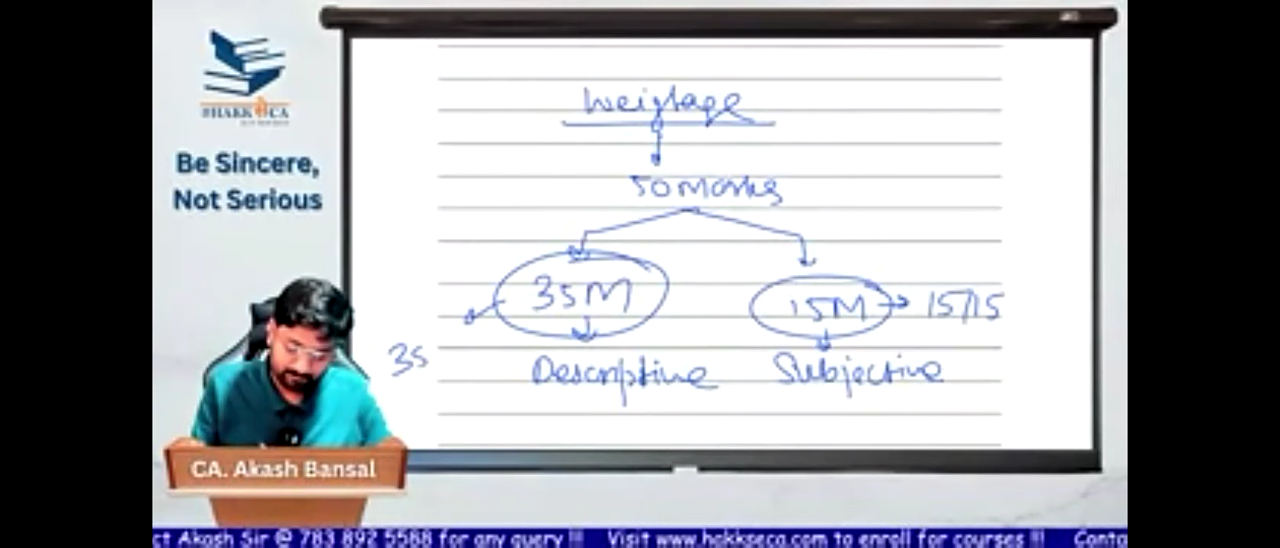 HAKK सेCA
Be Sincere,
Not Serious
Weigtage
50 Marks
35M
15M → 15/15
35
Descriptive
Subjective
CA. Akash Bansal
ct Akash Sir @ 783 892 5588 for any query !!! Visit www.hakkseca.com to enroll for courses !!! Conta